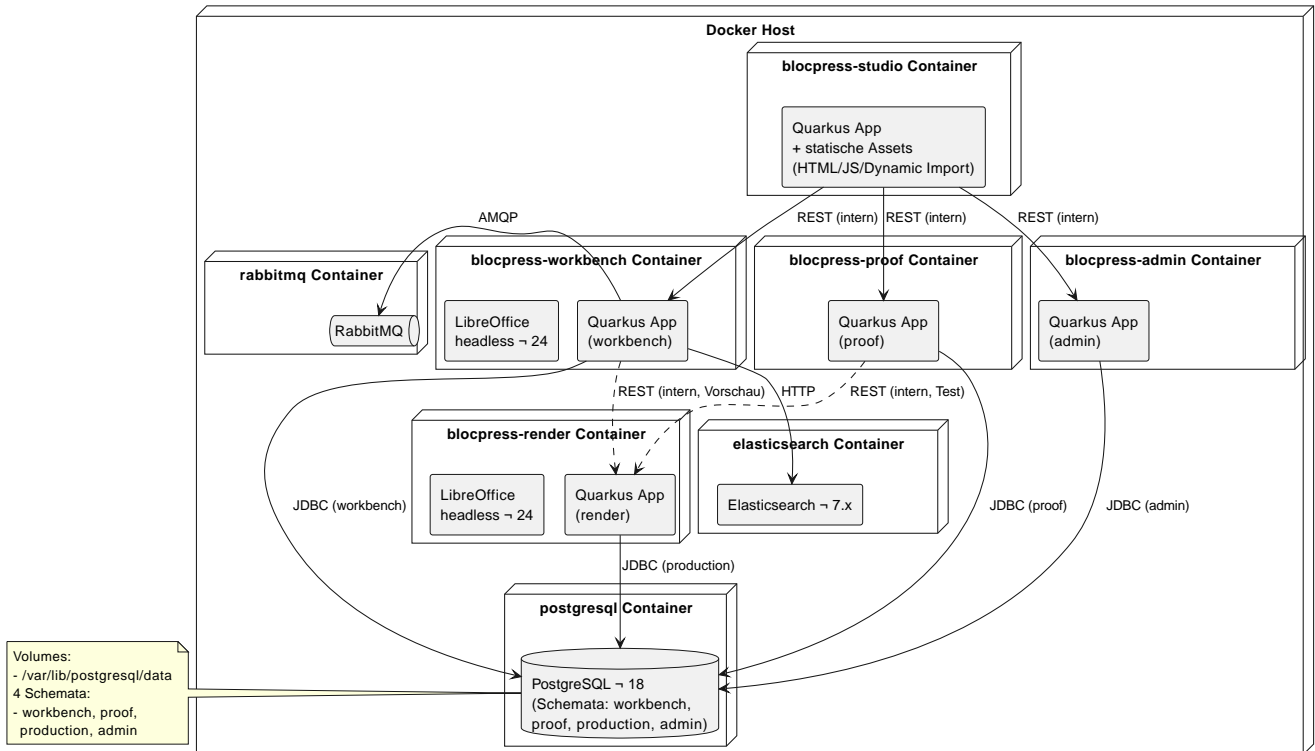 Docker Host
blocpress-studio Container
Quarkus App
+ statische Assets
(HTML/JS/Dynamic Import)
AMQP
REST (intern)
REST (intern)
REST (intern)
rabbitmq Container
RabbitMQ
blocpress-workbench Container
LibreOffice
headless ¬ 24
Quarkus App
(workbench)
blocpress-proof Container
Quarkus App
(proof)
blocpress-admin Container
Quarkus App
(admin)
REST (intern, Vorschau)
HTTP
REST (intern, Test)
blocpress-render Container
LibreOffice
headless ¬ 24
Quarkus App
(render)
elasticsearch Container
Elasticsearch ¬ 7.x
JDBC (workbench)
JDBC (proof)
JDBC (admin)
JDBC (production)
postgresql Container
PostgreSQL ¬ 18
(Schemata: workbench,
proof, production, admin)
Volumes:
- /var/lib/postgresql/data
4 Schemata:
- workbench, proof,
production, admin